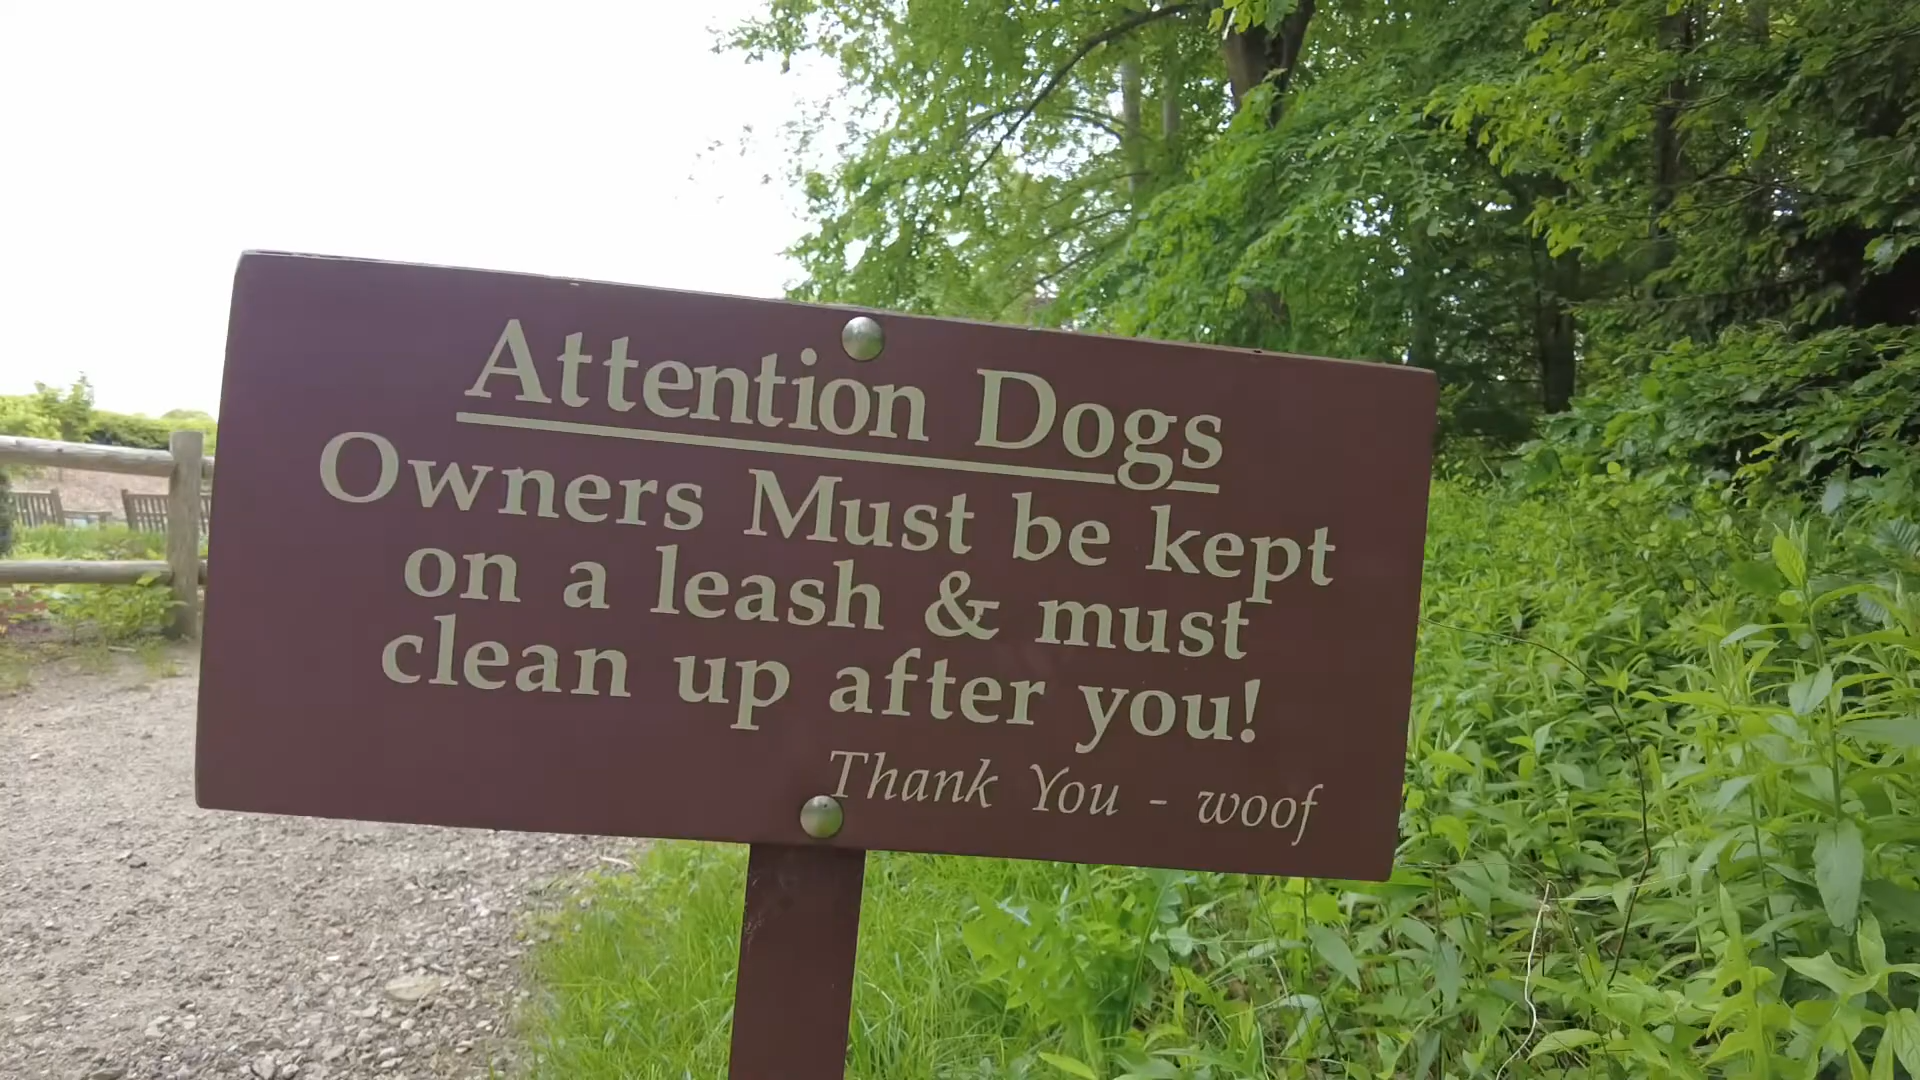 Attention Dogs
Owners Must be kept
on a leash & must
clean up after you!
Thank You - woof